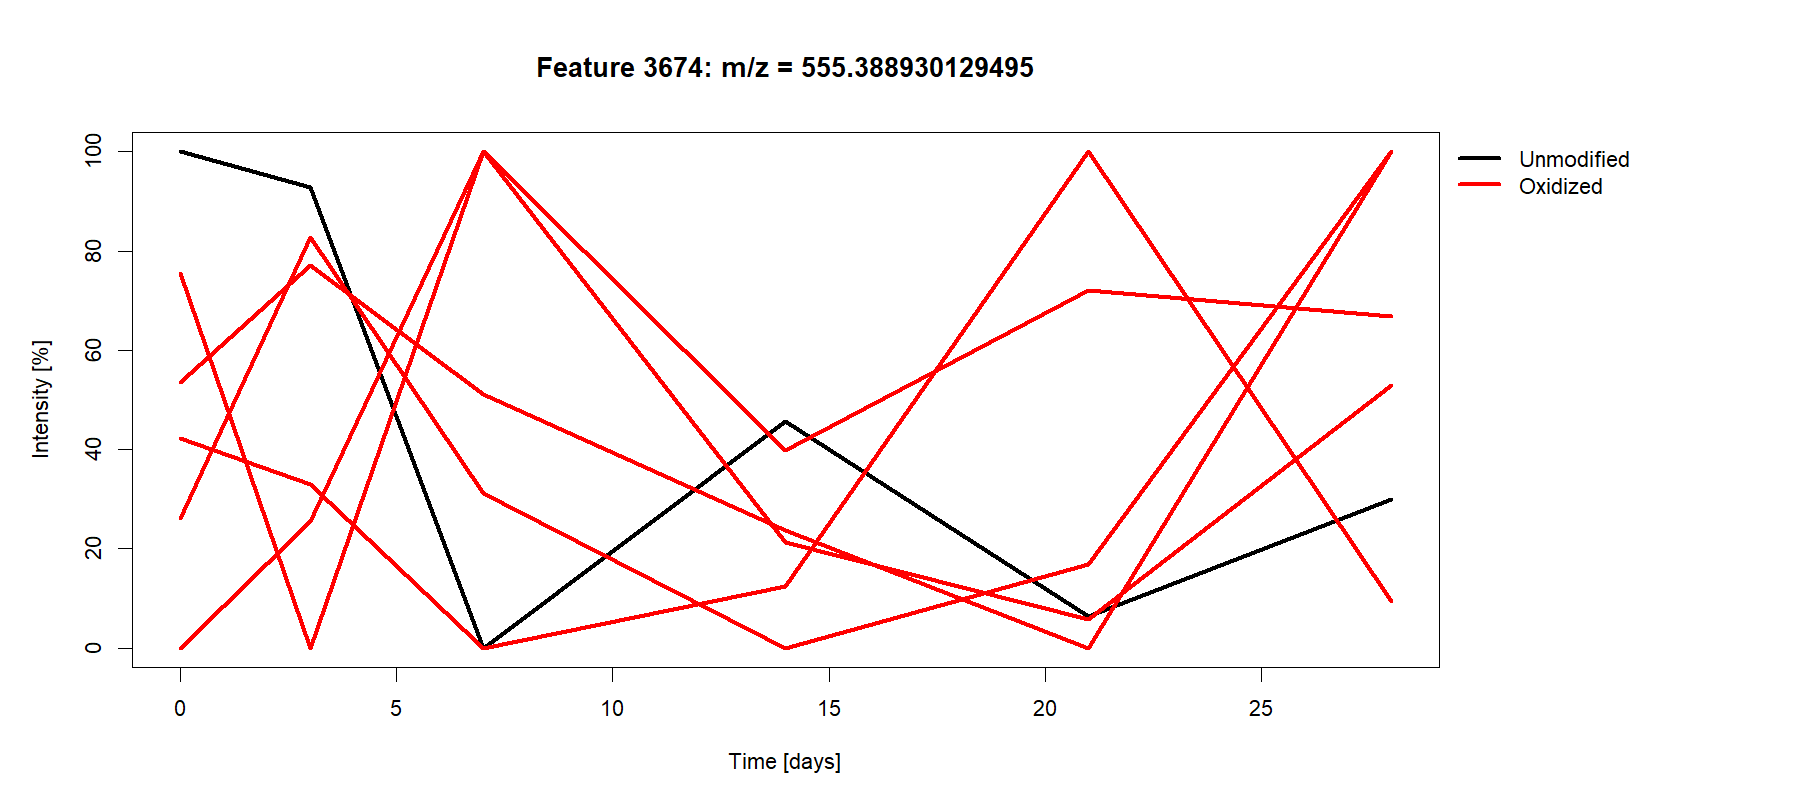 Feature 3674: m/z = 555.388930129495
Unmodified
Oxidized
Intensity [%]
100
80
60
40
20
0
0 5 10 15 20 25
Time [days]